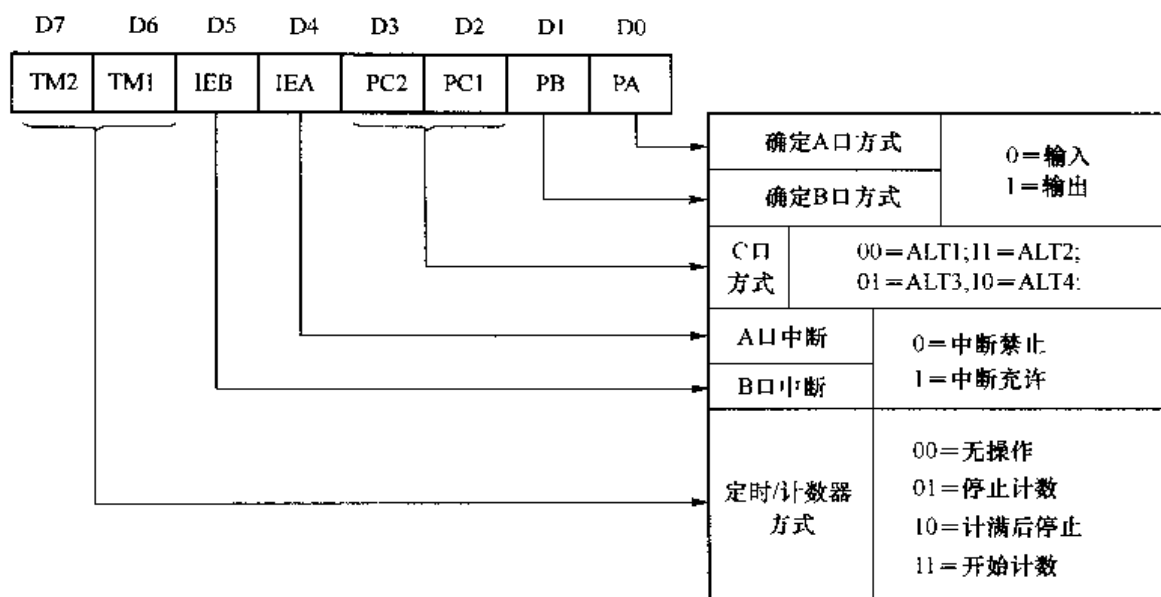 D7 D6 D5 D4 D3 D2 D1 D0
TM2 TM1 IEB IEA PC2 PC1 PB PA
确定A口方式
0=输入
1=输出
确定B口方式
C口
方式
00=ALT1;11=ALT2;
01=ALT3,10=ALT4;
A口中断
0=中断禁止
1=中断充许
B口中断
定时/计数器
方式
00=无操作
01=停止计数
10=计满后停止
11=开始计数